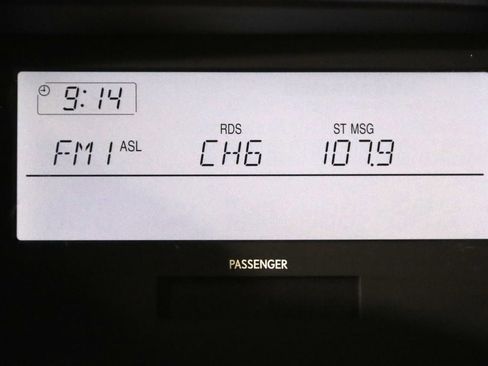 9:14
RDS ST MSG
FM1 ASL CH6 107.9
PASSENGER